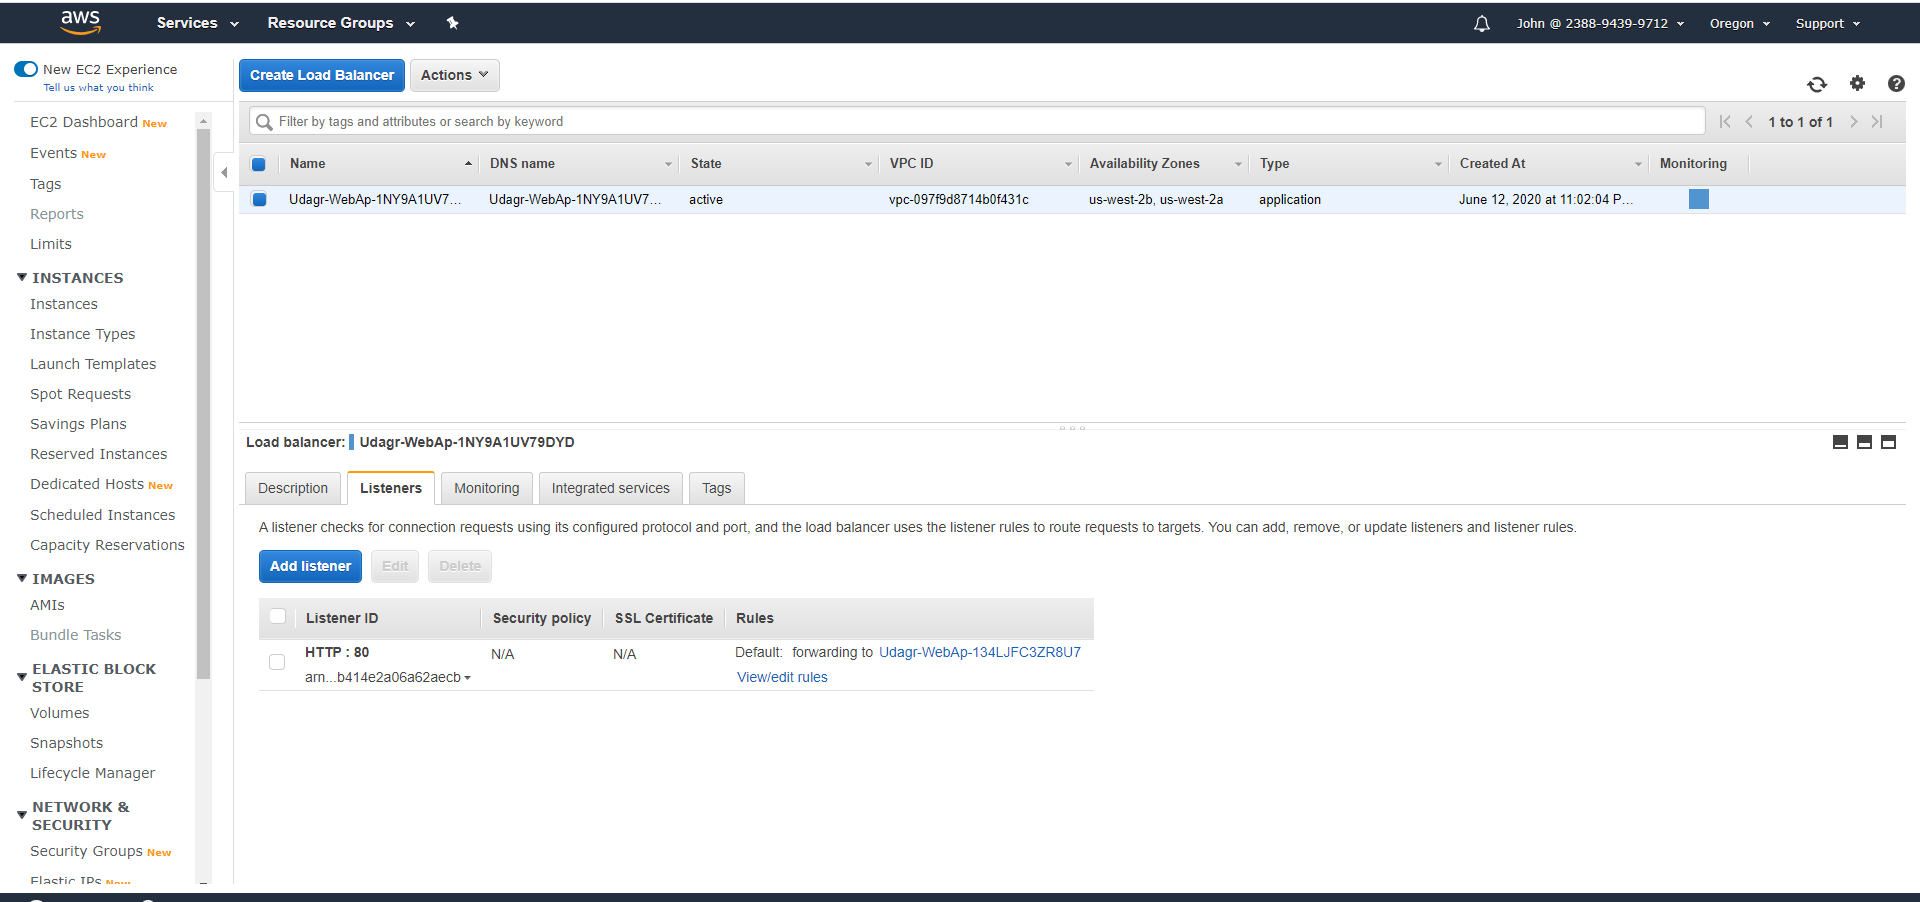 aws Services Resource Groups John @ 2388-9439-9712 Oregon Support
New EC2 Experience
Tell us what you think
EC2 Dashboard New
Events New
Tags
Reports
Limits
INSTANCES
Instances
Instance Types
Launch Templates
Spot Requests
Savings Plans
Reserved Instances
Dedicated Hosts New
Scheduled Instances
Capacity Reservations
IMAGES
AMIs
Bundle Tasks
ELASTIC BLOCK
STORE
Volumes
Snapshots
Lifecycle Manager
NETWORK &
SECURITY
Security Groups New
Elastic IPs New
Create Load Balancer Actions
Filter by tags and attributes or search by keyword 1 to 1 of 1
Name DNS name State VPC ID Availability Zones Type Created At Monitoring
Udagr-WebAp-1NY9A1UV7... Udagr-WebAp-1NY9A1UV7... active vpc-097f9d8714b0f431c us-west-2b, us-west-2a application June 12, 2020 at 11:02:04 P...
Load balancer: Udagr-WebAp-1NY9A1UV79DYD
Description Listeners Monitoring Integrated services Tags
A listener checks for connection requests using its configured protocol and port, and the load balancer uses the listener rules to route requests to targets. You can add, remove, or update listeners and listener rules.
Add listener Edit Delete
Listener ID Security policy SSL Certificate Rules
HTTP : 80 N/A N/A Default: forwarding to Udagr-WebAp-134LJFC3ZR8U7
arn...b414e2a06a62aecb View/edit rules